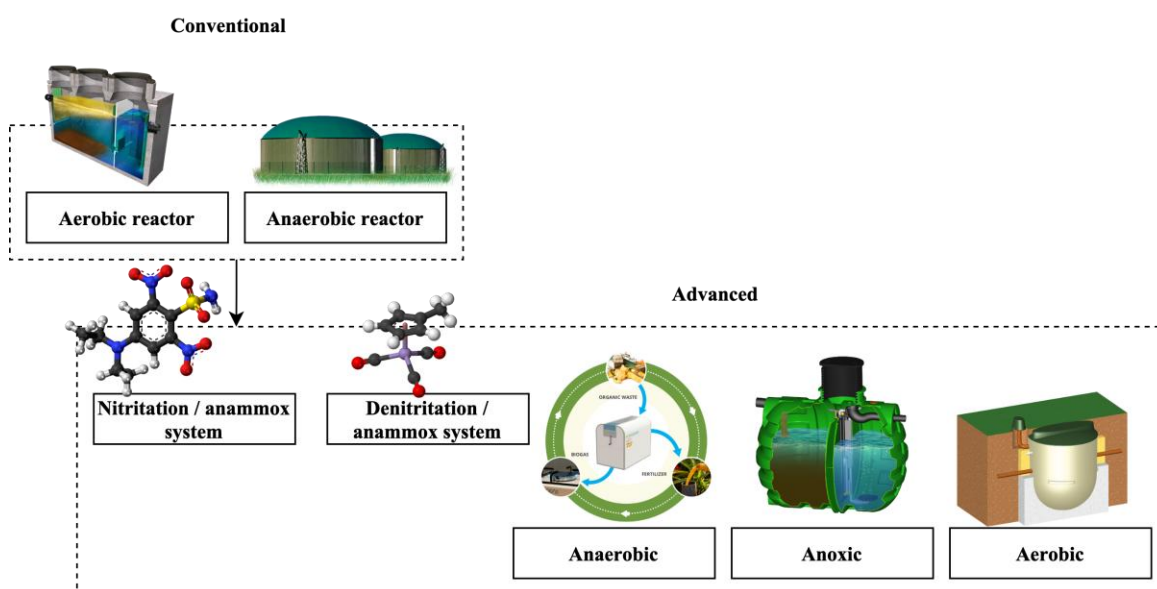 Conventional
Aerobic reactor
Anaerobic reactor
Advanced
Nitritation / anammox
system
Denitritation /
anammox system
ORGANIC WASTE
BIOGAS
FERTILIZER
Anaerobic
Anoxic
Aerobic